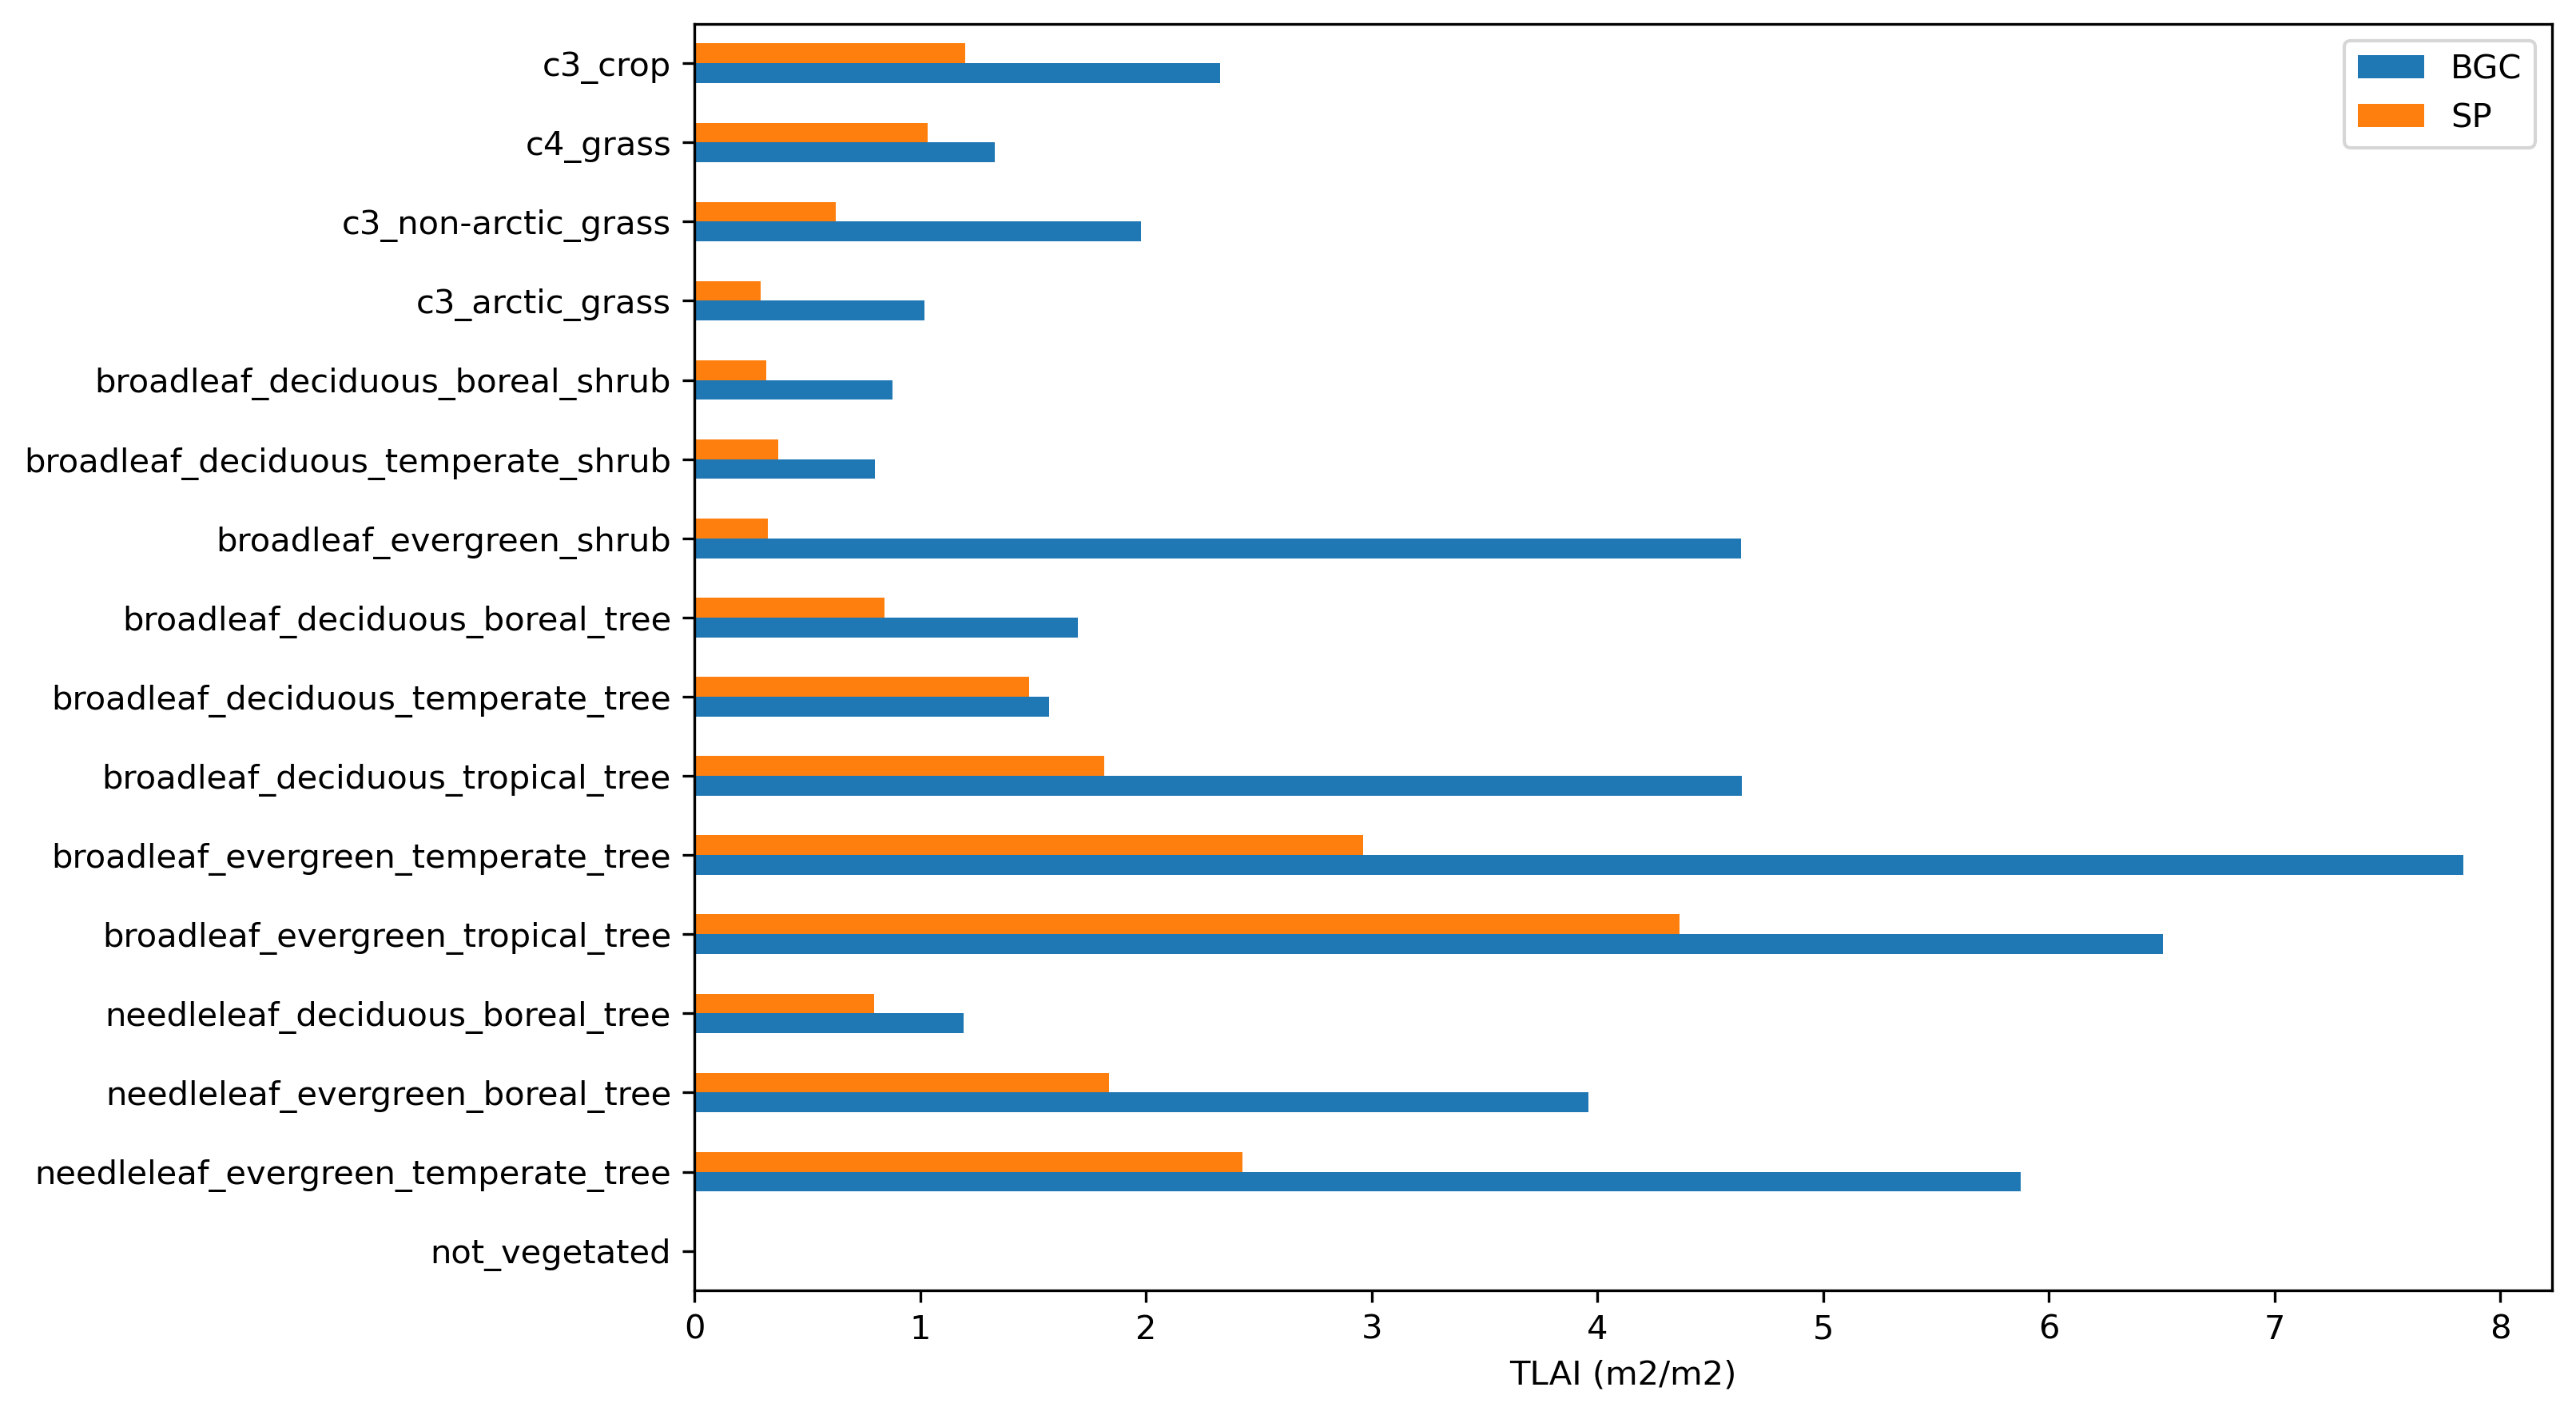 c3_crop
c4_grass
c3_non-arctic_grass
c3_arctic_grass
broadleaf_deciduous_boreal_shrub
broadleaf_deciduous_temperate_shrub
broadleaf_evergreen_shrub
broadleaf_deciduous_boreal_tree
broadleaf_deciduous_temperate_tree
broadleaf_deciduous_tropical_tree
broadleaf_evergreen_temperate_tree
broadleaf_evergreen_tropical_tree
needleleaf_deciduous_boreal_tree
needleleaf_evergreen_boreal_tree
needleleaf_evergreen_temperate_tree
not_vegetated
BGC
SP
0 1 2 3 4 5 6 7 8
TLAI (m2/m2)